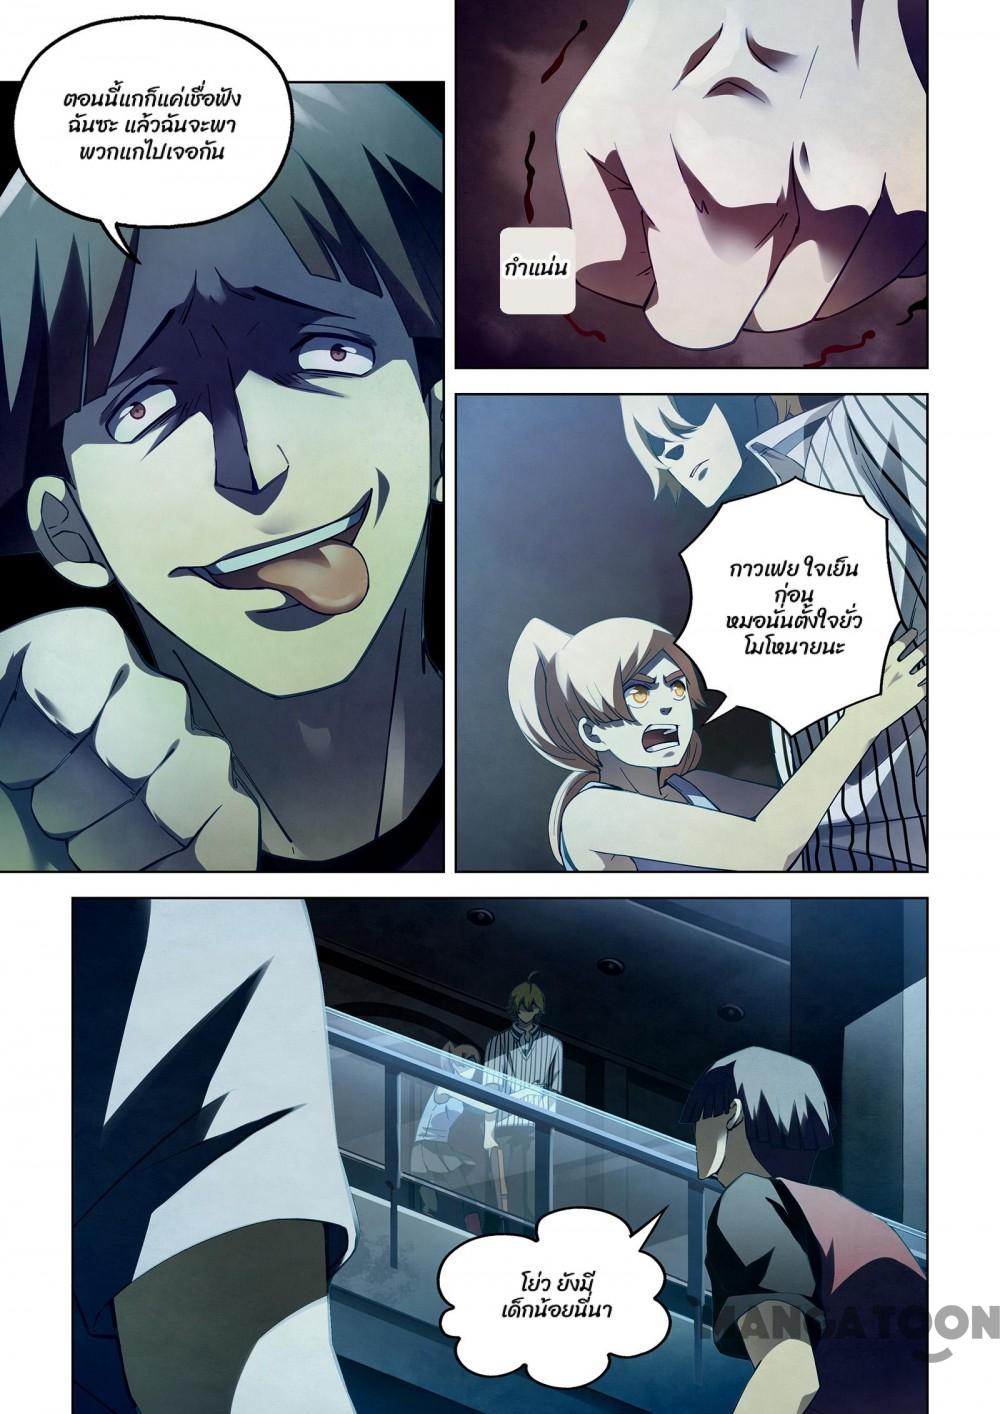 ตอนนี้แกก็แค่เชื่อฟัง
ฉันซะ แล้วฉันจะพา
พวกแกไปเจอกัน
กำแน่น
กาวเฟย ใจเย็น
ก่อน
หมอนั่นตั้งใจยั่ว
โมโหนายนะ
โย่ว ยังมี
เด็กน้อยนี่นา
MANGATOON